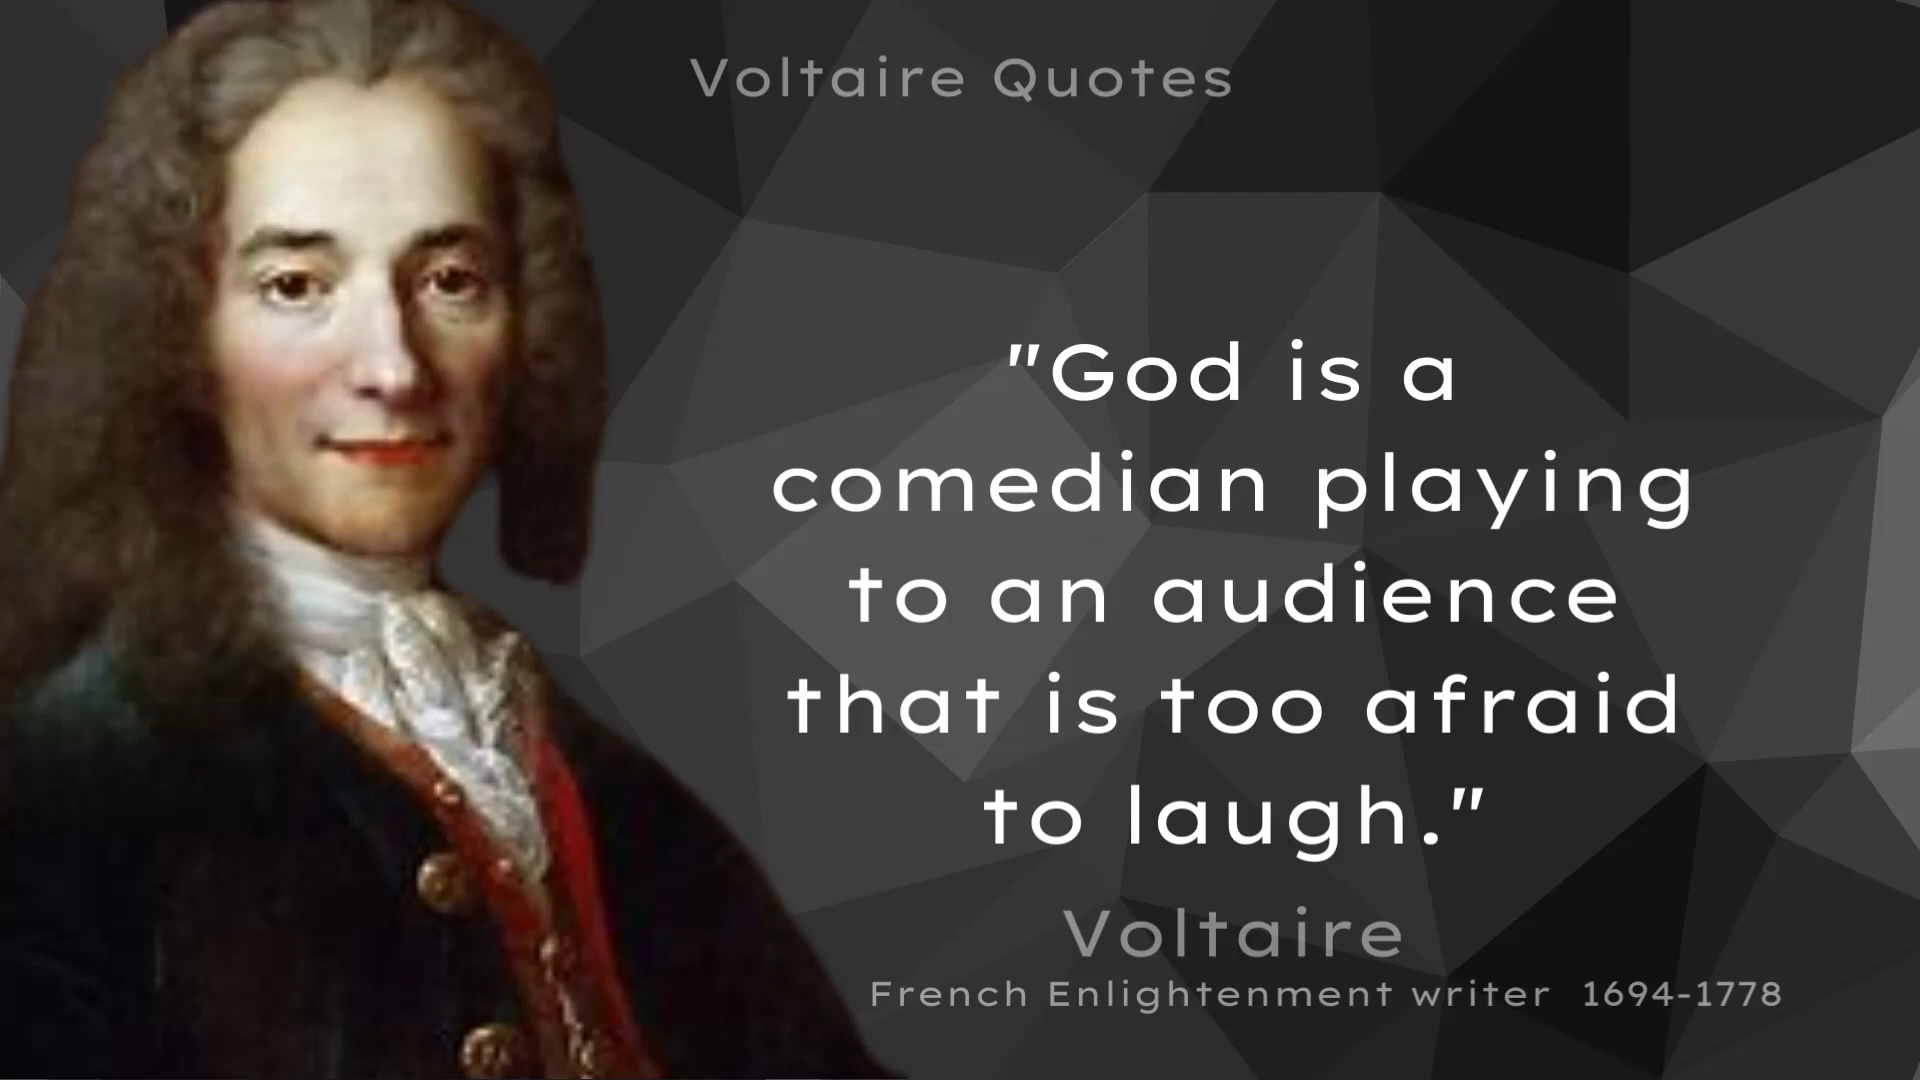 Voltaire Quotes
"God is a
comedian playing
to an audience
that is too afraid
to laugh."
Voltaire
French Enlightenment writer 1694-1778